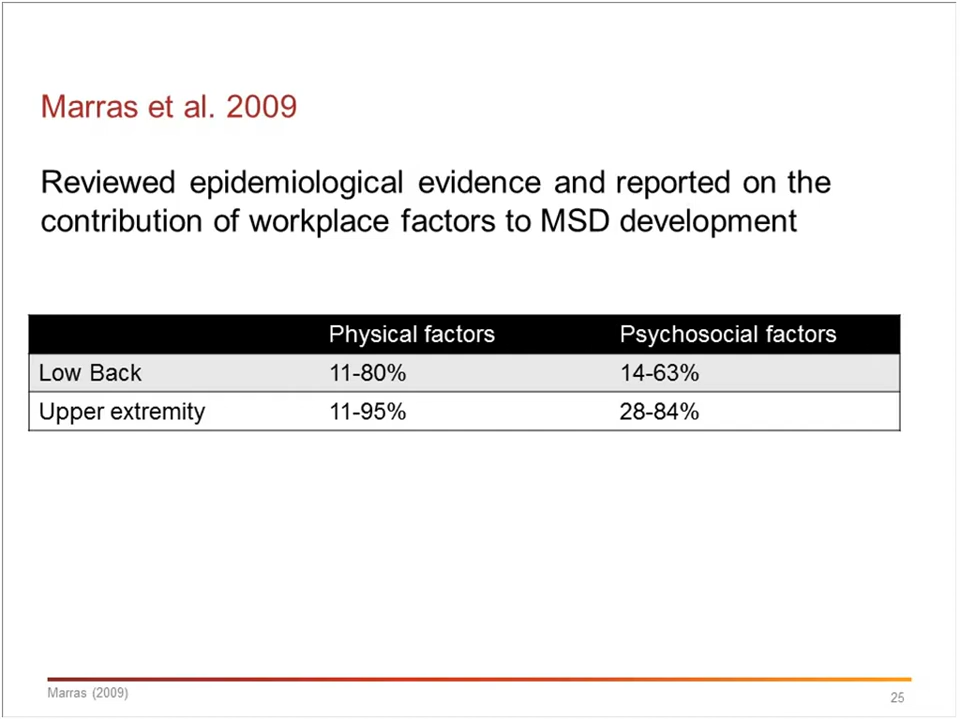 Marras et al. 2009
Reviewed epidemiological evidence and reported on the
contribution of workplace factors to MSD development
Physical factors Psychosocial factors
Low Back 11-80% 14-63%
Upper extremity 11-95% 28-84%
Marras (2009)
25